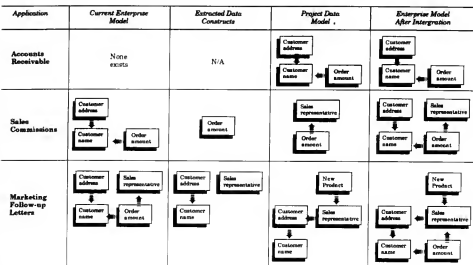 Application Current Enterprise Extracted Data Project Data Enterprise Model
Model Constructs Model After Intergration
Accounts None N/A Customer Customer
Receivable exists address address
Customer Order Customer Order
name amount name amount
Sales Customer Order Sales Customer Sales
Commissions address amount representative address representative
Customer Order Order Customer Order
name amount amount name amount
Marketing Customer Sales Customer Sales New New
Follow-up address representative address representative Product Product
Letters Customer Order Customer Customer Sales Customer Sales
name amount name address representative address representative
Customer Customer Order
name name amount